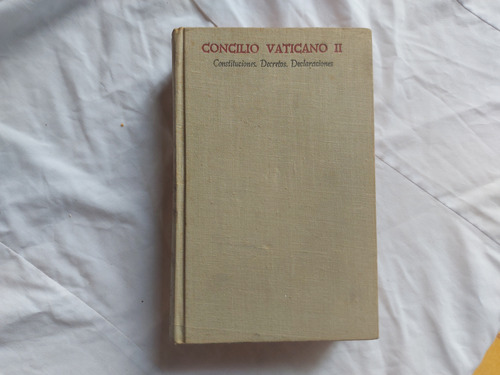 CONCILIO VATICANO II
Constituciones. Decretos. Declaraciones